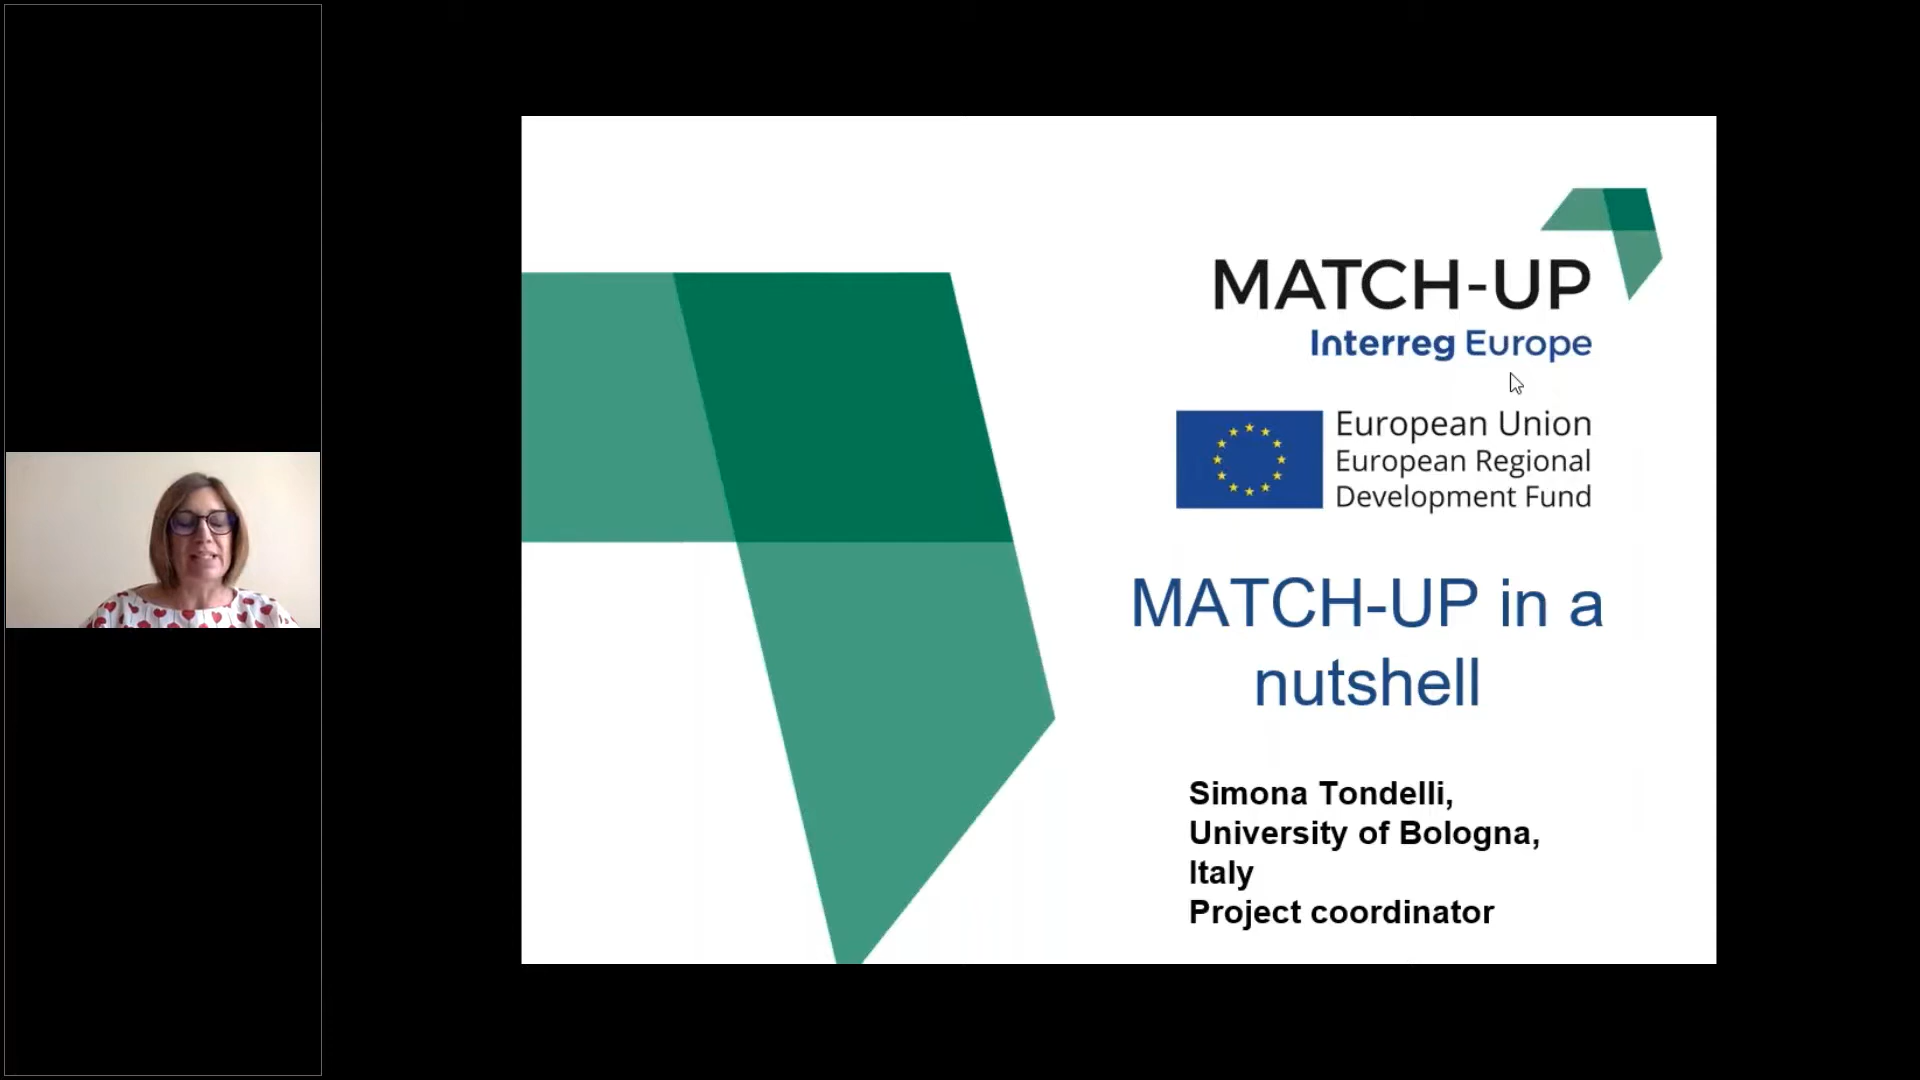 MATCH-UP
Interreg Europe
European Union
European Regional
Development Fund
MATCH-UP in a
nutshell
Simona Tondelli,
University of Bologna,
Italy
Project coordinator